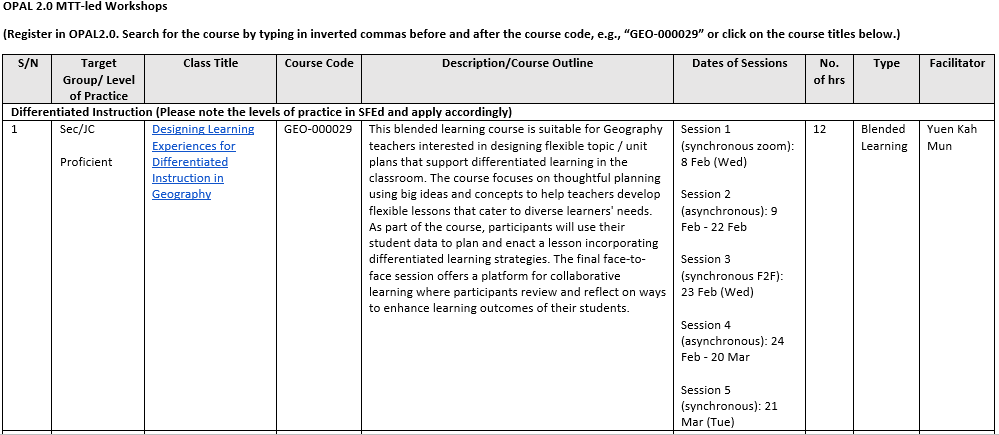 OPAL 2.0 MTT-led Workshops
(Register in OPAL2.0. Search for the course by typing in inverted commas before and after the course code, e.g., “GEO-000029” or click on the course titles below.)
S/N
Target
Group/ Level
of Practice
Class Title
Course Code
Description/Course Outline
Dates of Sessions
No.
of hrs
Type
Facilitator
Differentiated Instruction (Please note the levels of practice in SFEd and apply accordingly)
1
Sec/JC
Proficient
Designing Learning
Experiences for
Differentiated
Instruction in
Geography
GEO-000029
This blended learning course is suitable for Geography
teachers interested in designing flexible topic / unit
plans that support differentiated learning in the
classroom. The course focuses on thoughtful planning
using big ideas and concepts to help teachers develop
flexible lessons that cater to diverse learners' needs.
As part of the course, participants will use their
student data to plan and enact a lesson incorporating
differentiated learning strategies. The final face-to-
face session offers a platform for collaborative
learning where participants review and reflect on ways
to enhance learning outcomes of their students.
Session 1
(synchronous zoom):
8 Feb (Wed)
Session 2
(asynchronous): 9
Feb - 22 Feb
Session 3
(synchronous F2F):
23 Feb (Wed)
Session 4
(asynchronous): 24
Feb - 20 Mar
Session 5
(synchronous): 21
Mar (Tue)
12
Blended
Learning
Yuen Kah
Mun